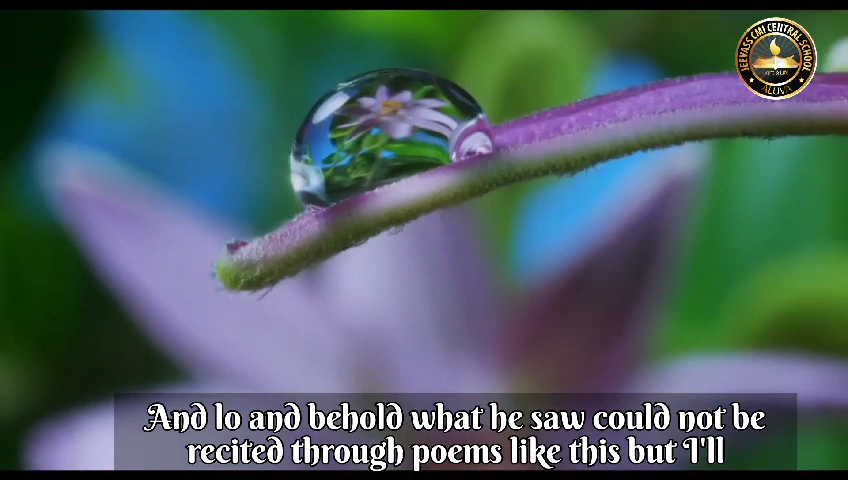 JEEVASS CMI CENTRAL SCHOOL
ALUVA
And lo and behold what he saw could not be
recited through poems like this but I'll